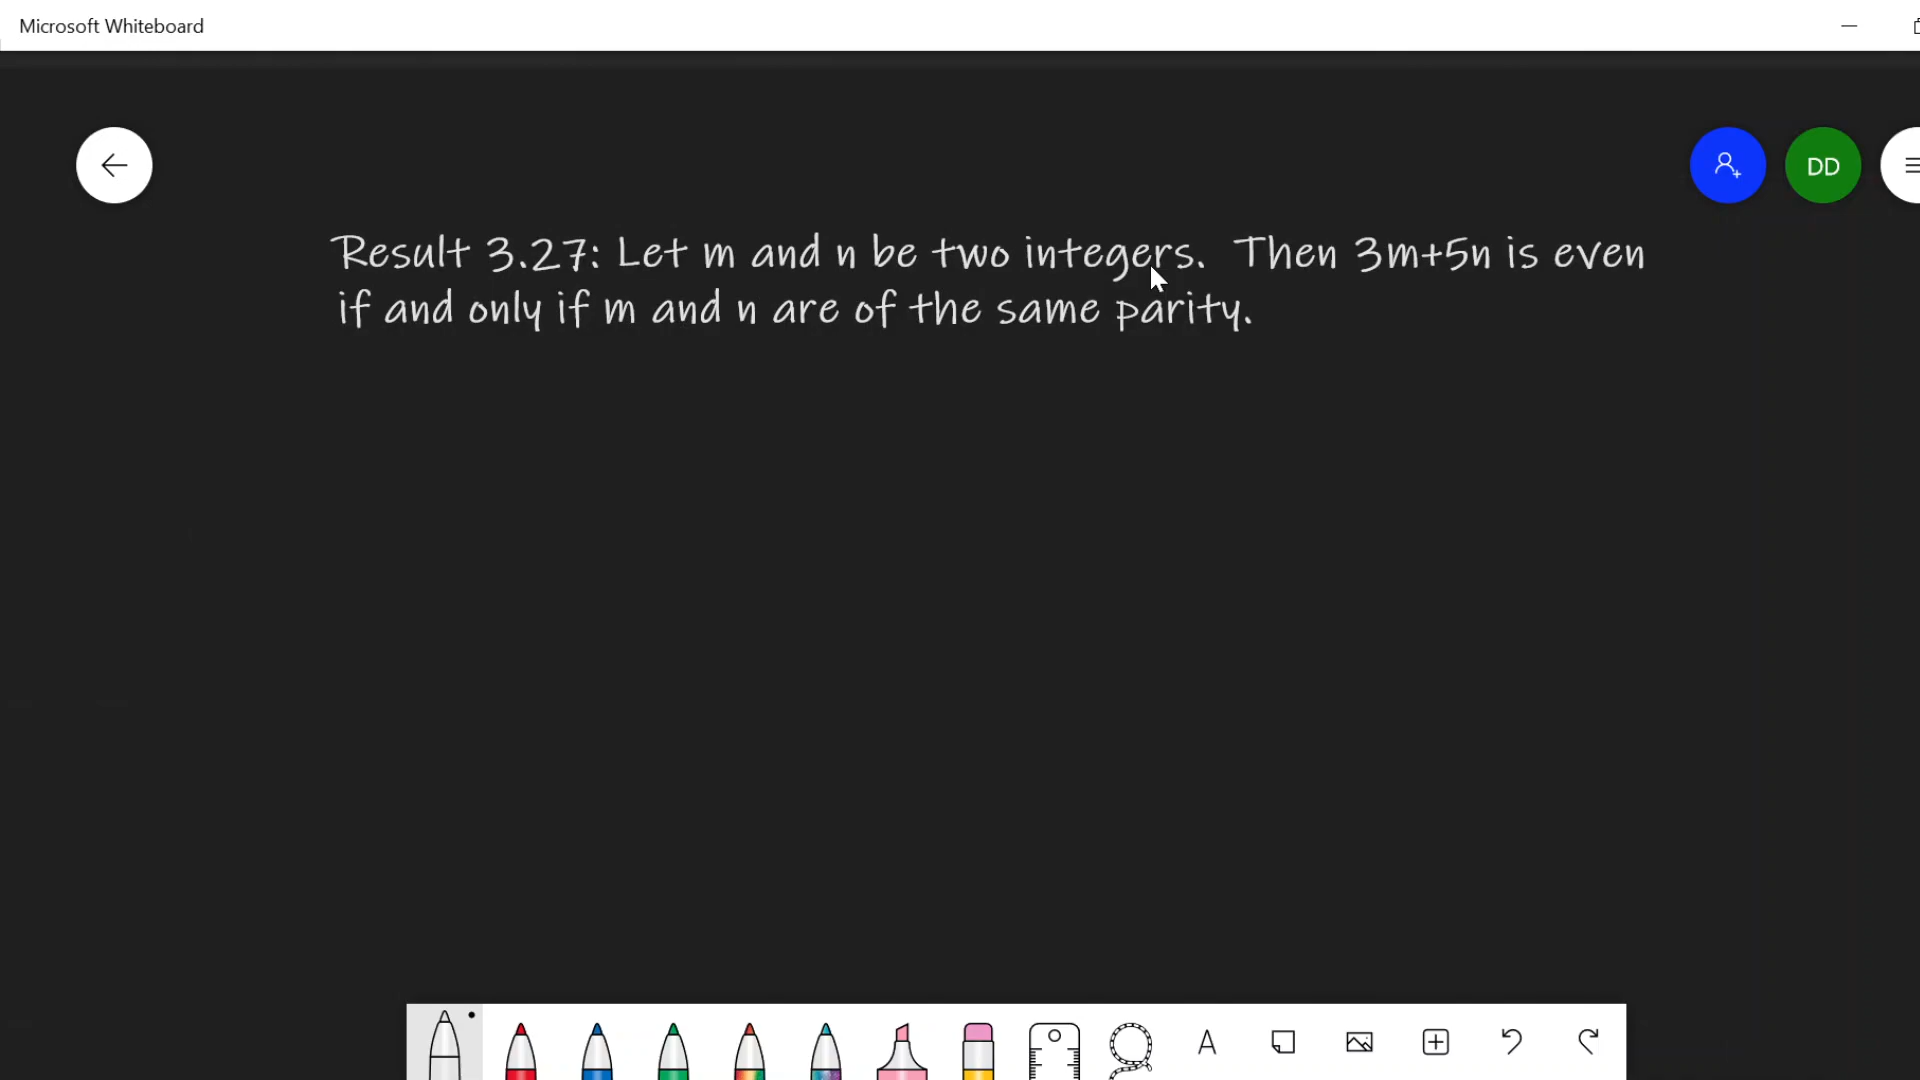 Microsoft Whiteboard
DD
Result 3.27: Let m and n be two integers. Then 3m+5n is even
if and only if m and n are of the same parity.
A